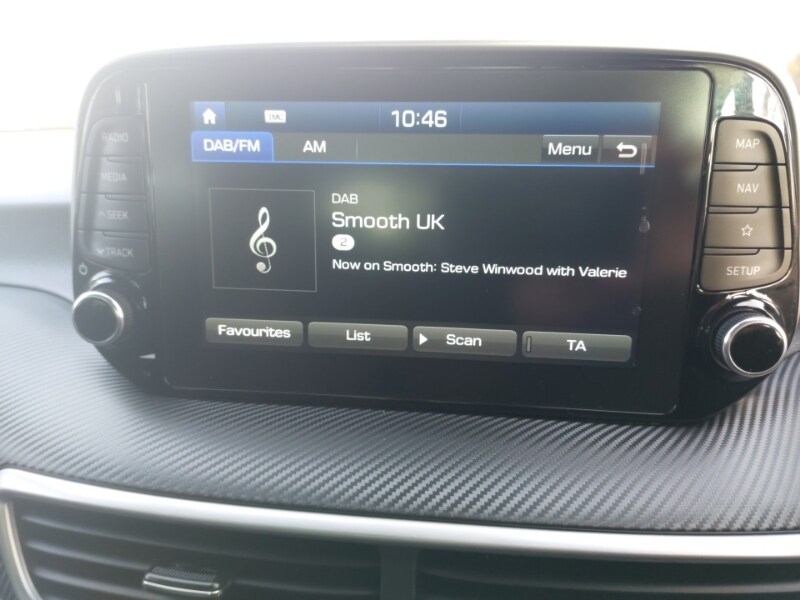 TMC
10:46
DAB/FM
AM
Menu
DAB
Smooth UK
2
Now on Smooth: Steve Winwood with Valerie
Favourites
List
Scan
TA
RADIO
MEDIA
SEEK
TRACK
MAP
NAV
SETUP